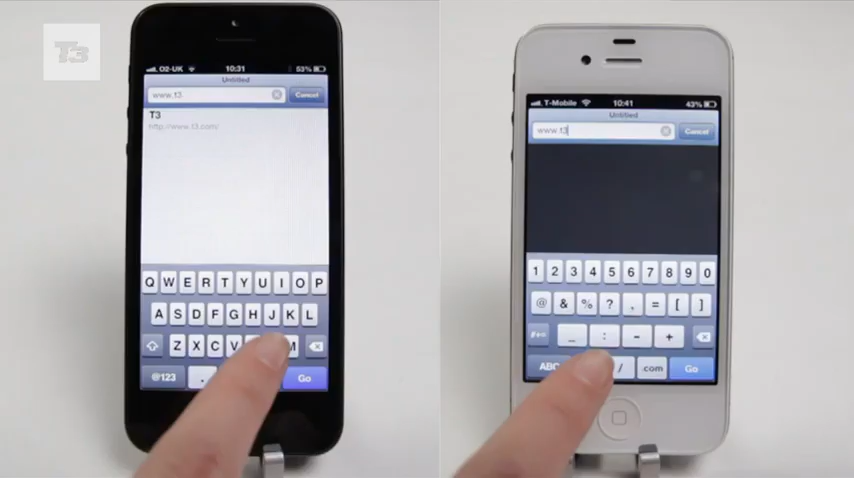 T3
O2-UK 10:31 53%
Untitled
www.t3 Cancel
T3
http://www.t3.com/
Q W E R T Y U I O P
A S D F G H J K L
Z X C V M
@123 . Go
T-Mobile 10:41 43%
Untitled
www.t3 Cancel
1 2 3 4 5 6 7 8 9 0
@ & % ? , = [ ]
#+= _ : - +
ABC / .com Go